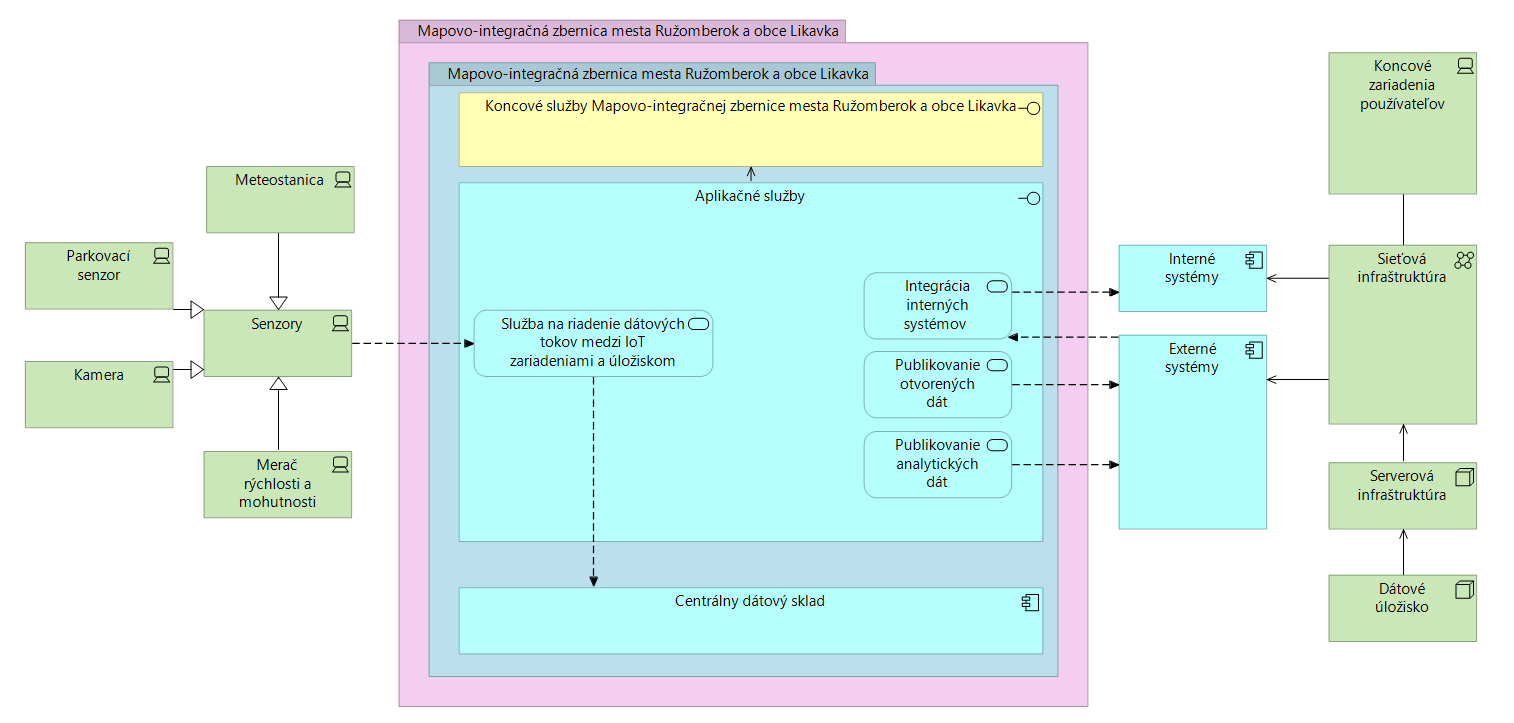 Mapovo-integračná zbernica mesta Ružomberok a obce Likavka
Mapovo-integračná zbernica mesta Ružomberok a obce Likavka
Koncové služby Mapovo-integračnej zbernice mesta Ružomberok a obce Likavka
Aplikačné služby
Služba na riadenie dátových
tokov medzi IoT
zariadeniami a úložiskom
Integrácia
interných
systémov
Publikovanie
otvorených
dát
Publikovanie
analytických
dát
Centrálny dátový sklad
Meteostanica
Parkovací
senzor
Senzory
Kamera
Merač
rýchlosti a
mohutnosti
Interné
systémy
Externé
systémy
Koncové
zariadenia
používateľov
Sieťová
infraštruktúra
Serverová
infraštruktúra
Dátové
úložisko